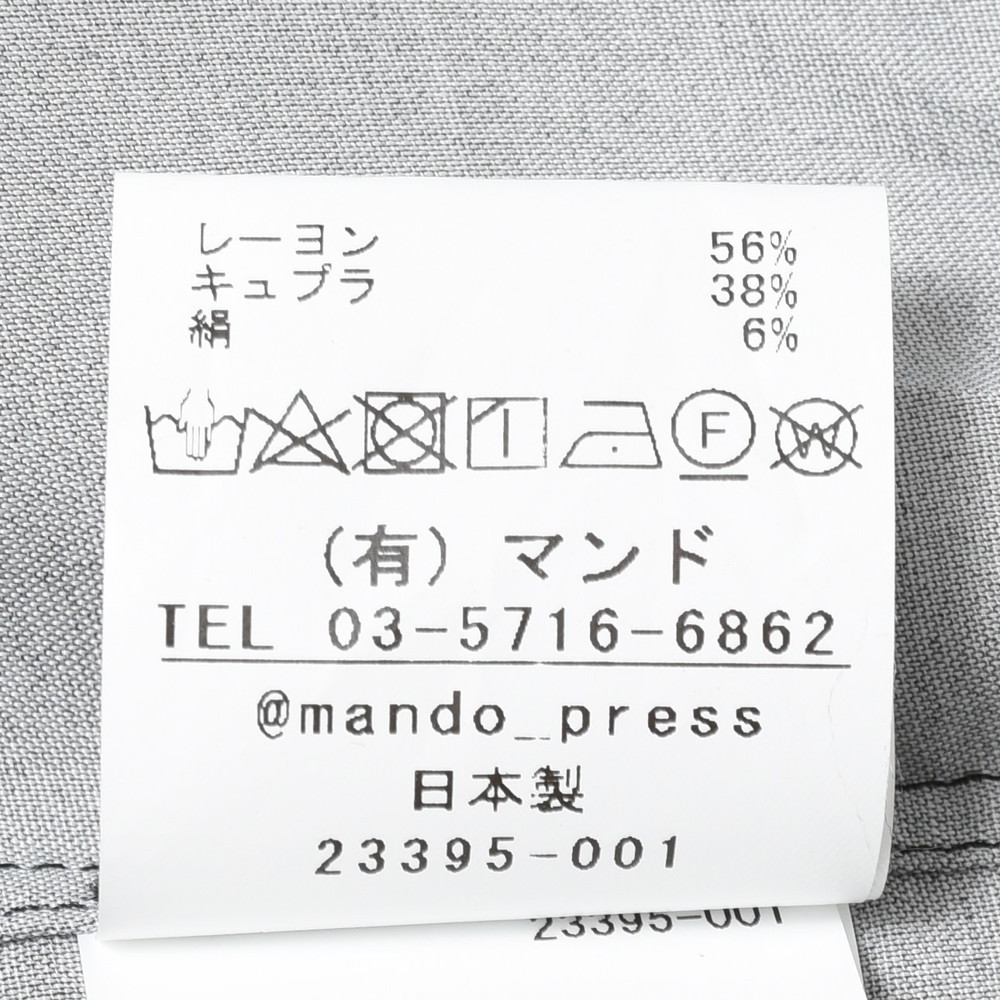 レーヨン 56%
キュプラ 38%
絹 6%
F W
(有) マンド
TEL 03-5716-6862
@mando_press
日本製
23395-001
23395-001